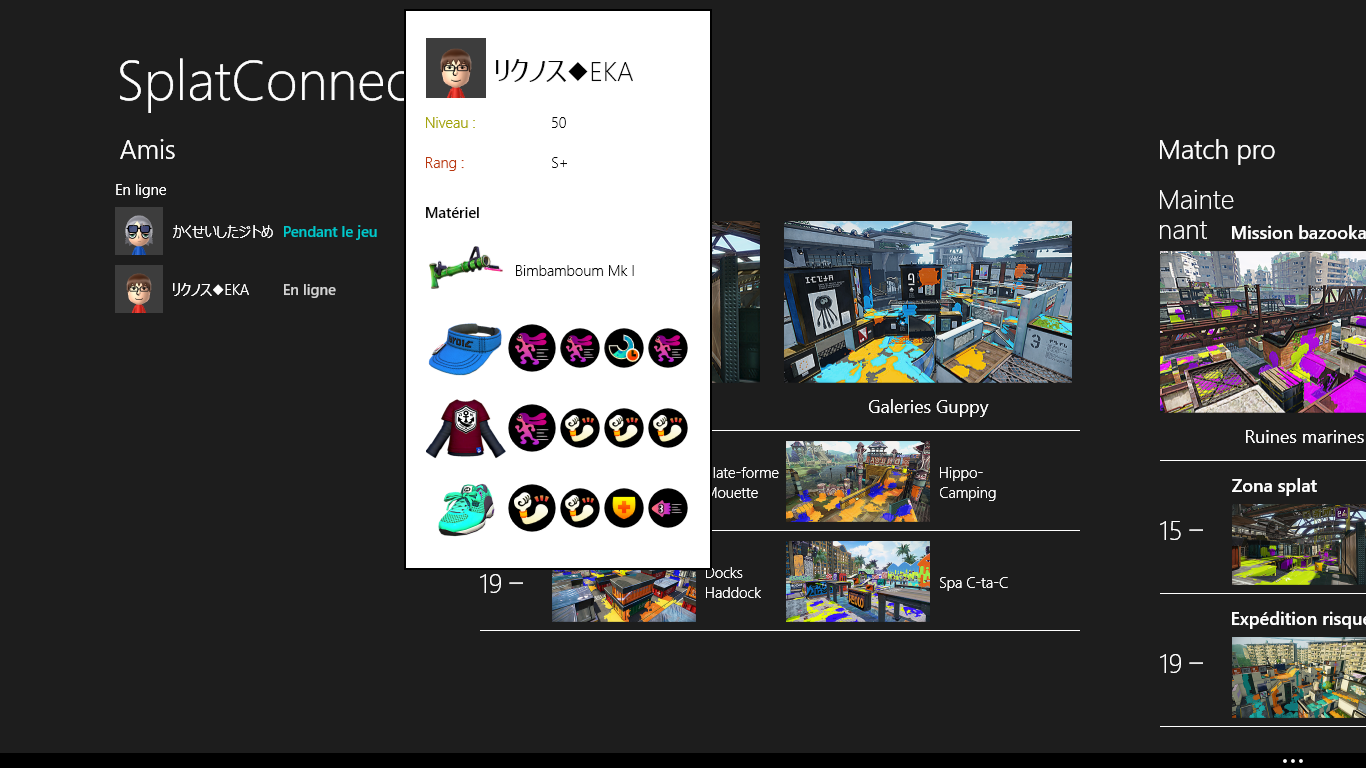 SplatConnec
Amis
En ligne
かくせいしたジトめ Pendant le jeu
リクノス◆EKA En ligne
リクノス◆EKA
Niveau : 50
Rang : S+
Matériel
Bimbamboum Mk I
Galeries Guppy
late-forme
Mouette
Hippo-
Camping
19 –
Docks
Haddock
Spa C-ta-C
Match pro
Mainte
nant
Mission bazooka
Ruines marines
15 –
Zona splat
19 –
Expédition risque